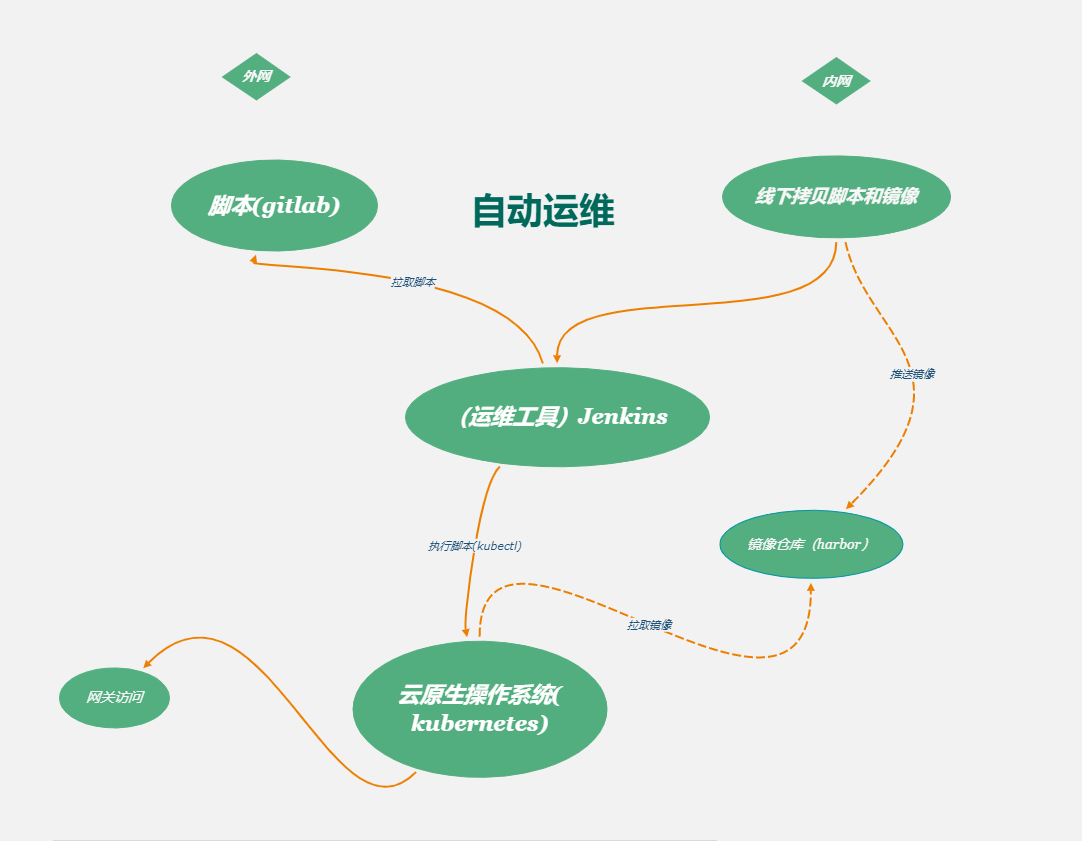 外网
内网
脚本(gitlab)
自动运维
线下拷贝脚本和镜像
拉取脚本
推送镜像
（运维工具）Jenkins
执行脚本(kubectl)
镜像仓库（harbor）
拉取镜像
网关访问
云原生操作系统(
kubernetes)